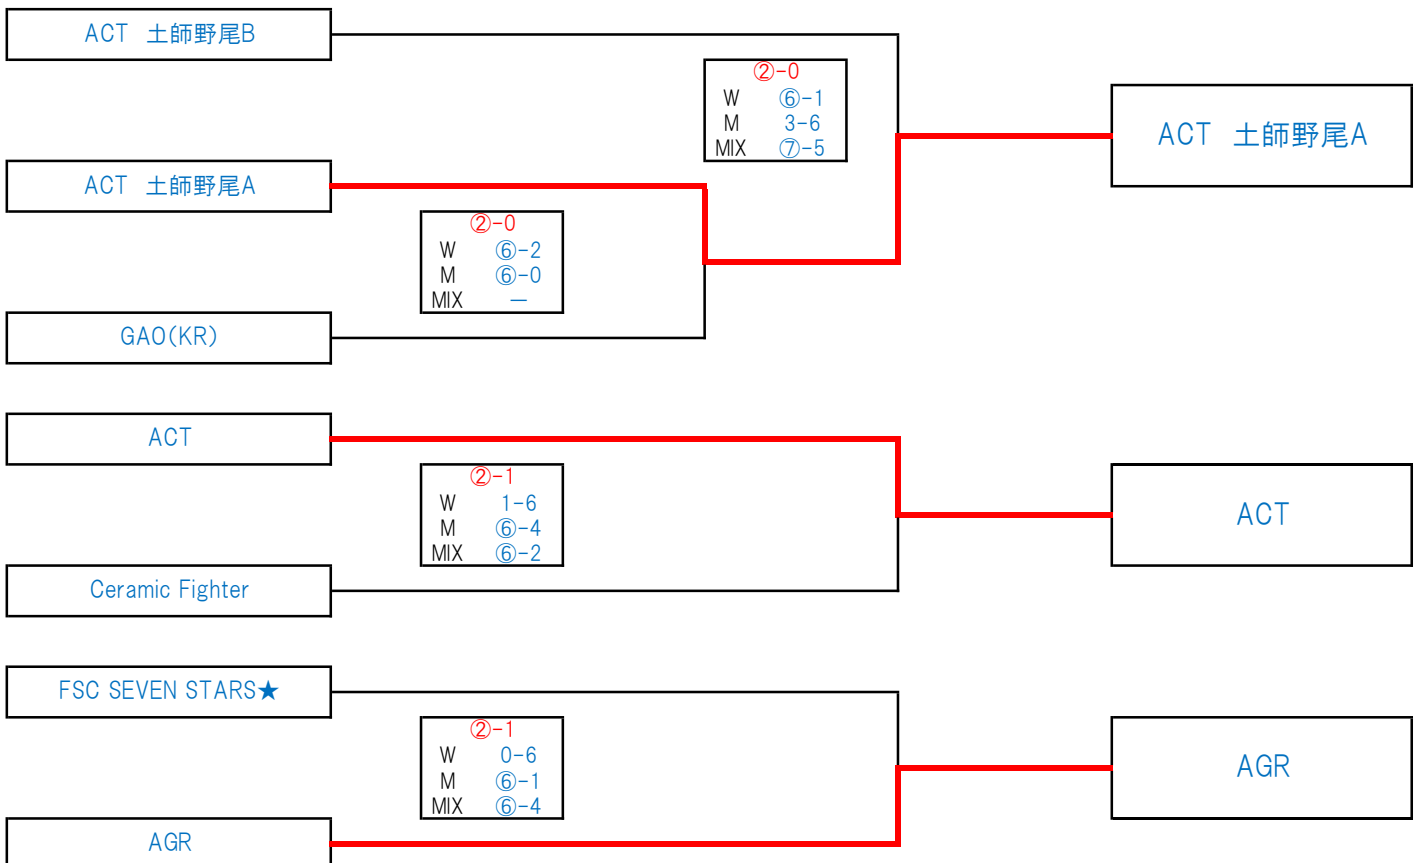 ACT　土師野尾B
②-0
W ⑥-1
M 3-6
MIX ⑦-5
ACT　土師野尾A
ACT　土師野尾A
②-0
W ⑥-2
M ⑥-0
MIX －
GAO(KR)
ACT
②-1
W 1-6
M ⑥-4
MIX ⑥-2
ACT
Ceramic Fighter
FSC SEVEN STARS★
②-1
W 0-6
M ⑥-1
MIX ⑥-4
AGR
AGR